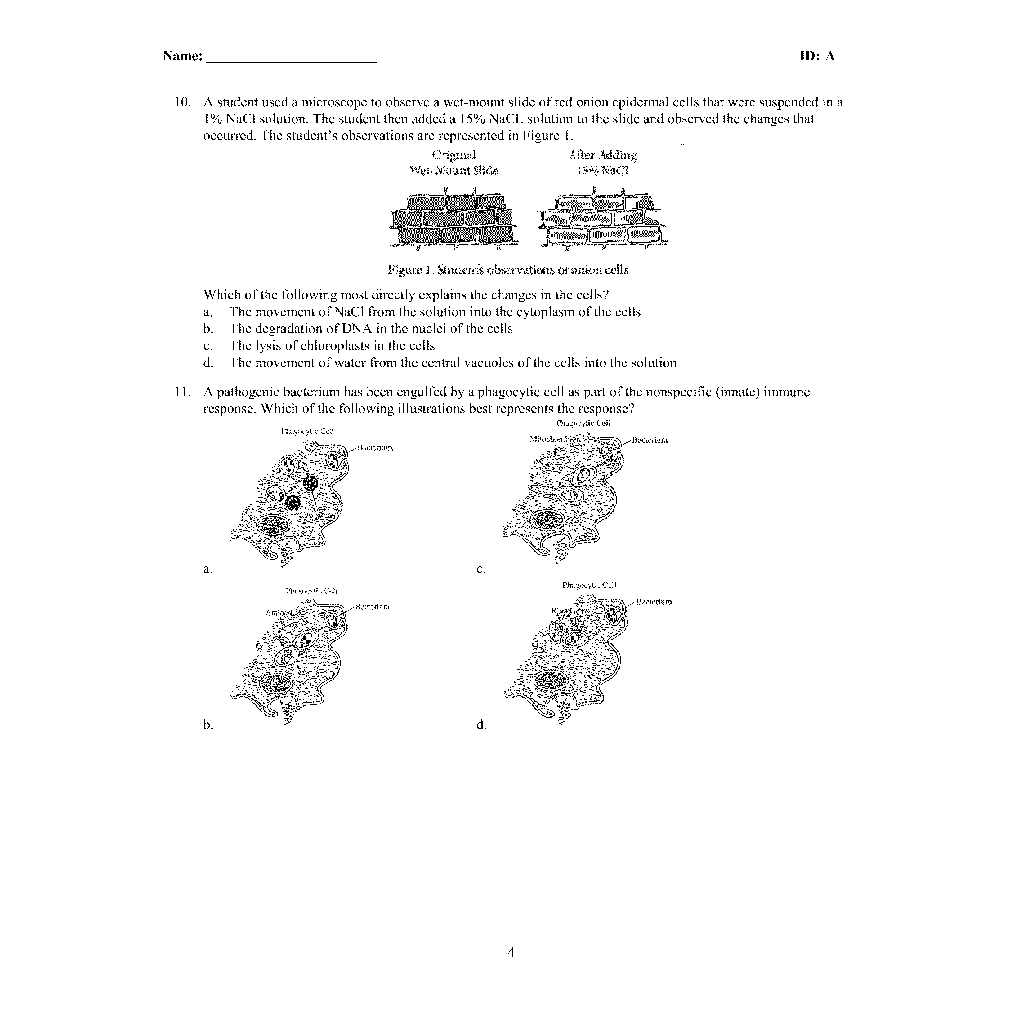 Name: ______________________
ID: A
10. A student used a microscope to observe a wet-mount slide of red onion epidermal cells that were suspended in a
1% NaCl solution. The student then added a 15% NaCL solution to the slide and observed the changes that
occurred. The student's observations are represented in Figure 1.
Original After Adding
Wet-Mount Slide 15% NaCl
Figure 1. Student's observations of onion cells
Which of the following most directly explains the changes in the cells?
a. The movement of NaCl from the solution into the cytoplasm of the cells
b. The degradation of DNA in the nuclei of the cells
c. The lysis of chloroplasts in the cells
d. The movement of water from the central vacuoles of the cells into the solution
11. A pathogenic bacterium has been engulfed by a phagocytic cell as part of the nonspecific (innate) immune
response. Which of the following illustrations best represents the response?
Phagocytic Cell
Bacterium
a.
Phagocytic Cell
Bacterium
c.
Phagocytic Cell
Bacterium
b.
Phagocytic Cell
Bacterium
d.
4